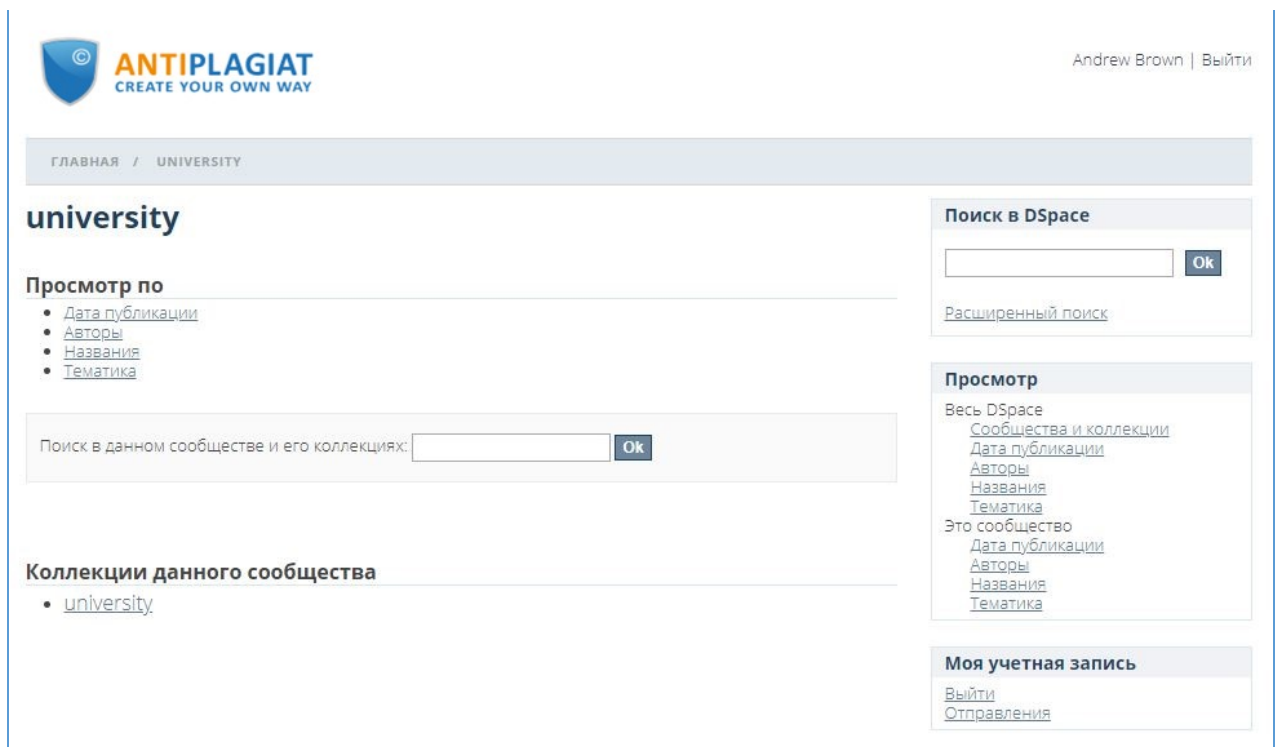 ©
ANTIPLAGIAT
CREATE YOUR OWN WAY
Andrew Brown | Выйти
ГЛАВНАЯ / UNIVERSITY
university
Просмотр по
Дата публикации
Авторы
Названия
Тематика
Поиск в данном сообществе и его коллекциях: Ok
Коллекции данного сообщества
university
Поиск в DSpace
Ok
Расширенный поиск
Просмотр
Весь DSpace
Сообщества и коллекции
Дата публикации
Авторы
Названия
Тематика
Это сообщество
Дата публикации
Авторы
Названия
Тематика
Моя учетная запись
Выйти
Отправления